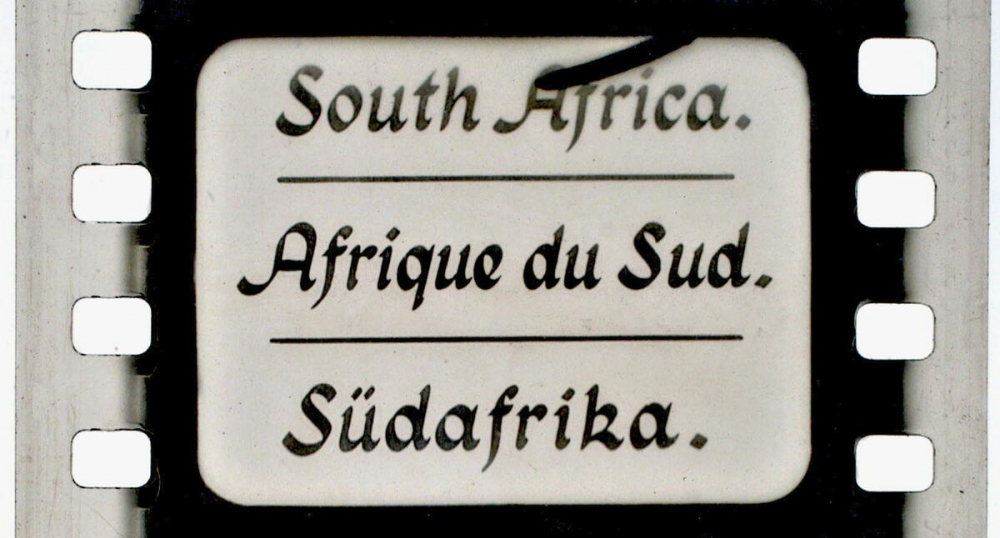 South Africa.
Afrique du Sud.
Südafrika.